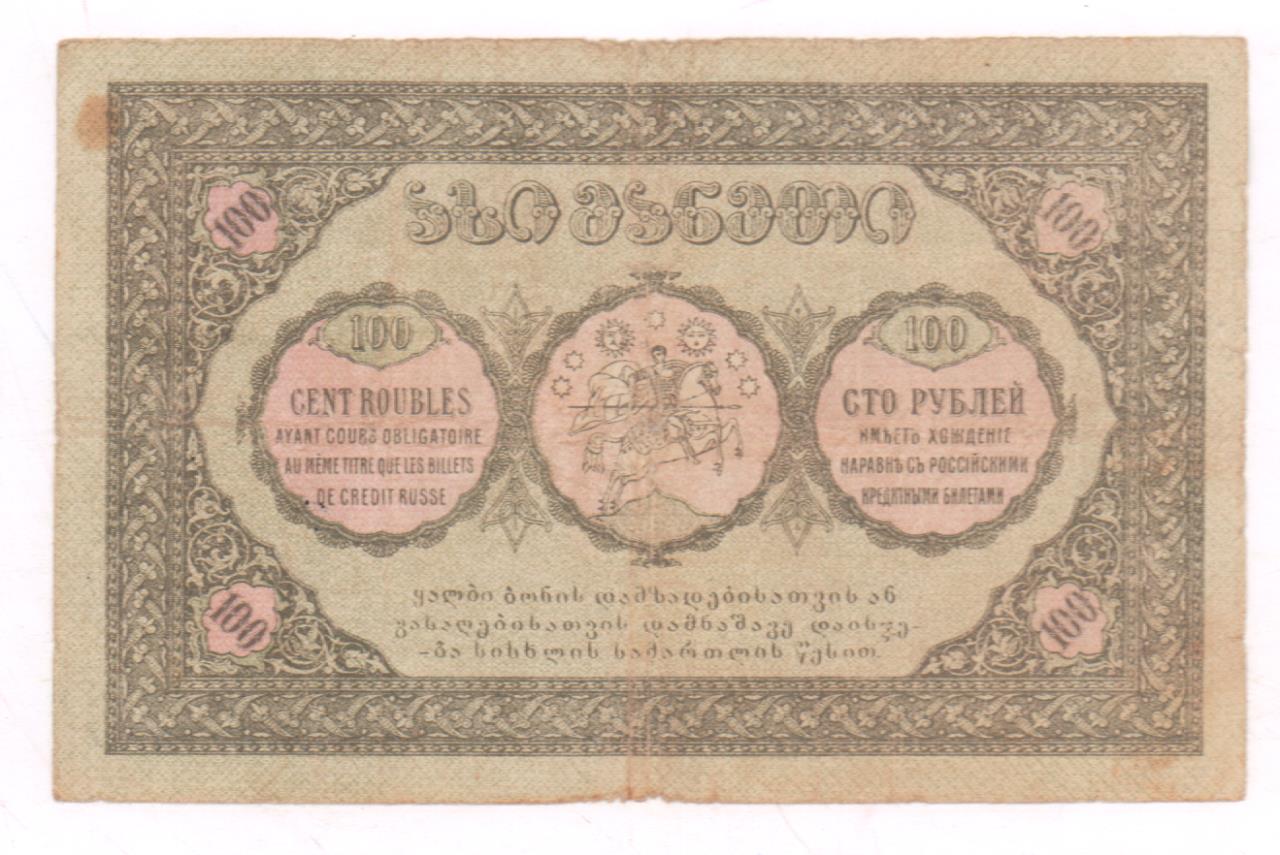 ასი მანეთი
100
100
100
CENT ROUBLES
AYANT COURS OBLIGATOIRE
AU MÊME TITRE QUE LES BILLETS
DE CREDIT RUSSE
100
СТО РУБЛЕЙ
ИМѢЕТЪ ХОЖДЕНІЕ
НАРАВНѢ СЪ РОССІЙСКИМИ
КРЕДИТНЫМИ БИЛЕТАМИ
ყალბი ბონის დამზადებისათვის ან
გასაღებისათვის დამნაშავე დაისჯე-
-ბა სისხლის სამართლის წესით.
100
100